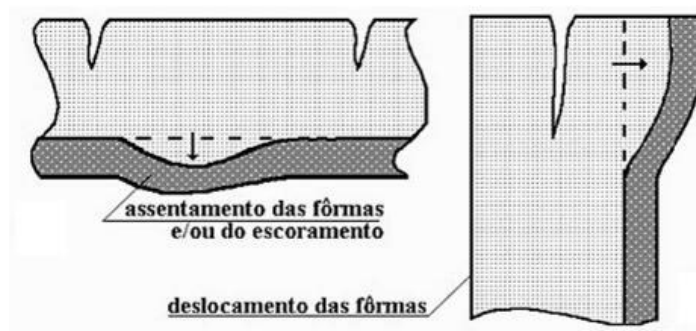 assentamento das fôrmas
e/ou do escoramento
deslocamento das fôrmas